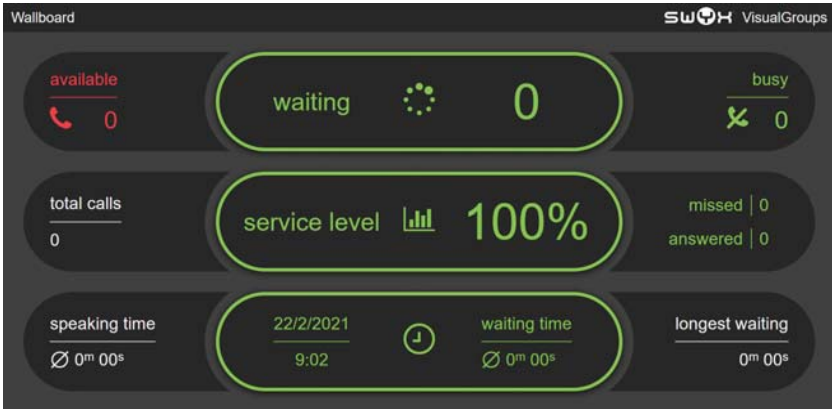 Wallboard
swyx VisualGroups
available
0
waiting
0
busy
0
total calls
0
service level
100%
missed | 0
answered | 0
speaking time
Ø 0ᵐ 00ˢ
22/2/2021
9:02
waiting time
Ø 0ᵐ 00ˢ
longest waiting
0ᵐ 00ˢ